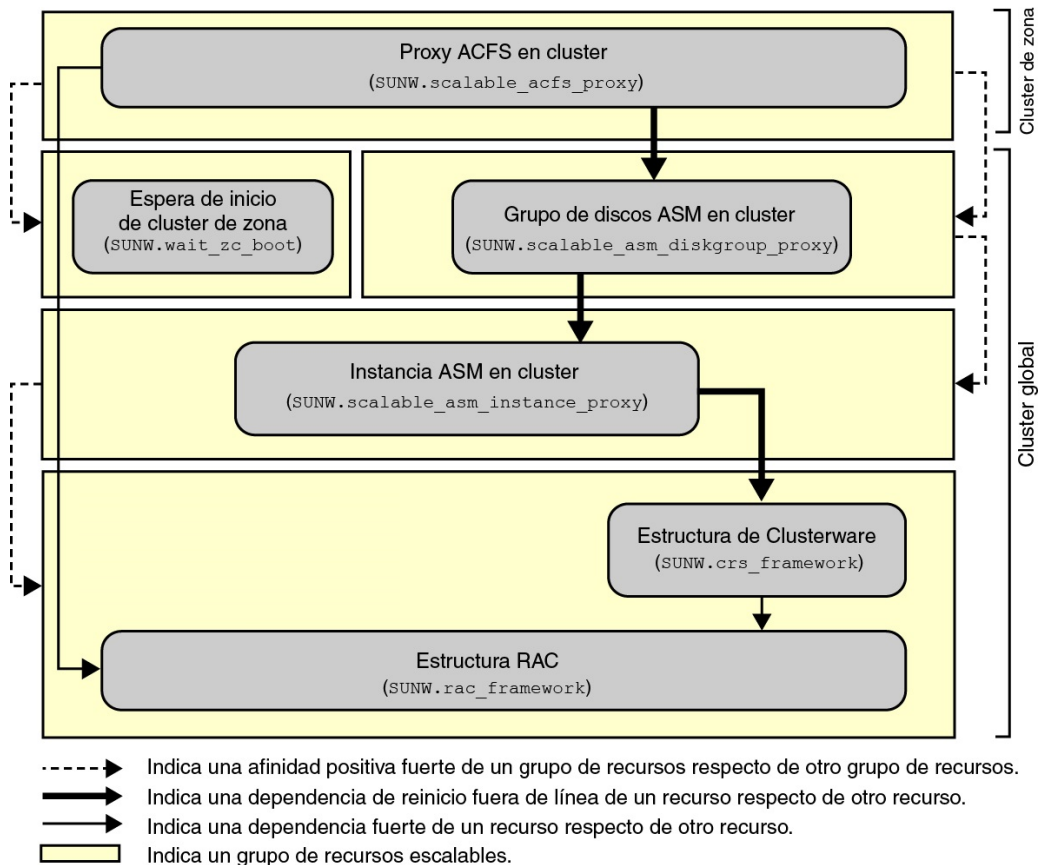 Proxy ACFS en cluster
(SUNW.scalable_acfs_proxy)
Cluster de zona
Espera de inicio
de cluster de zona
(SUNW.wait_zc_boot)
Grupo de discos ASM en cluster
(SUNW.scalable_asm_diskgroup_proxy)
Instancia ASM en cluster
(SUNW.scalable_asm_instance_proxy)
Cluster global
Estructura de Clusterware
(SUNW.crs_framework)
Estructura RAC
(SUNW.rac_framework)
Indica una afinidad positiva fuerte de un grupo de recursos respecto de otro grupo de recursos.
Indica una dependencia de reinicio fuera de línea de un recurso respecto de otro recurso.
Indica una dependencia fuerte de un recurso respecto de otro recurso.
Indica un grupo de recursos escalables.